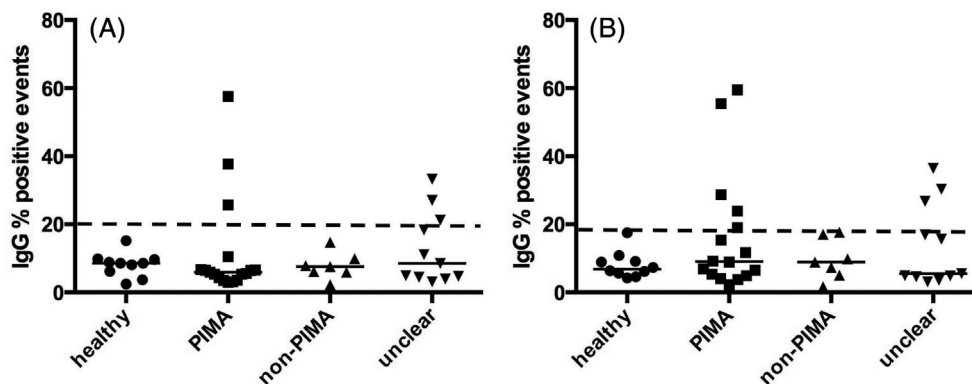 (A)
IgG % positive events
80
60
40
20
0
healthy
PIMA
non-PIMA
unclear
(B)
IgG % positive events
80
60
40
20
0
healthy
PIMA
non-PIMA
unclear